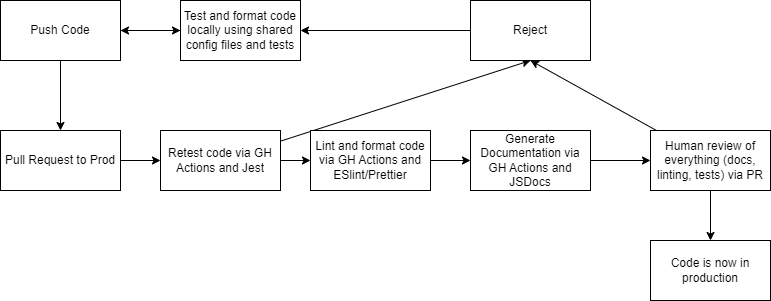 Push Code
Test and format code
locally using shared
config files and tests
Reject
Pull Request to Prod
Retest code via GH
Actions and Jest
Lint and format code
via GH Actions and
ESlint/Prettier
Generate
Documentation via
GH Actions and
JSDocs
Human review of
everything (docs,
linting, tests) via PR
Code is now in
production